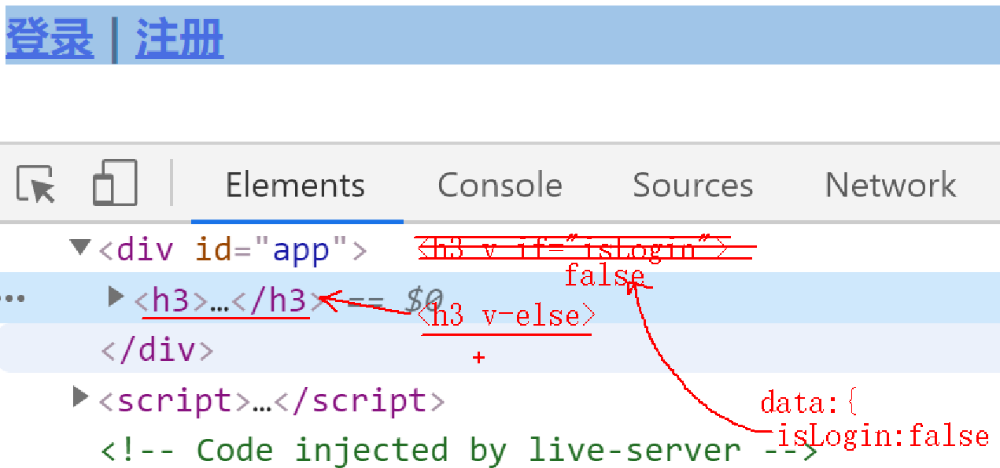 登录 | 注册
Elements Console Sources Network
<div id="app"> <h3 v-if="isLogin">
false
<h3>…</h3> == $0
<h3 v-else>
</div>
<script>…</script>
data:{
isLogin:false
<!-- Code injected by live-server -->